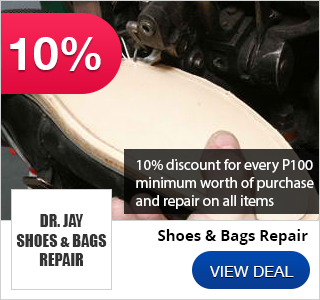 10%
10% discount for every P100
minimum worth of purchase
and repair on all items
DR. JAY
SHOES & BAGS
REPAIR
Shoes & Bags Repair
VIEW DEAL